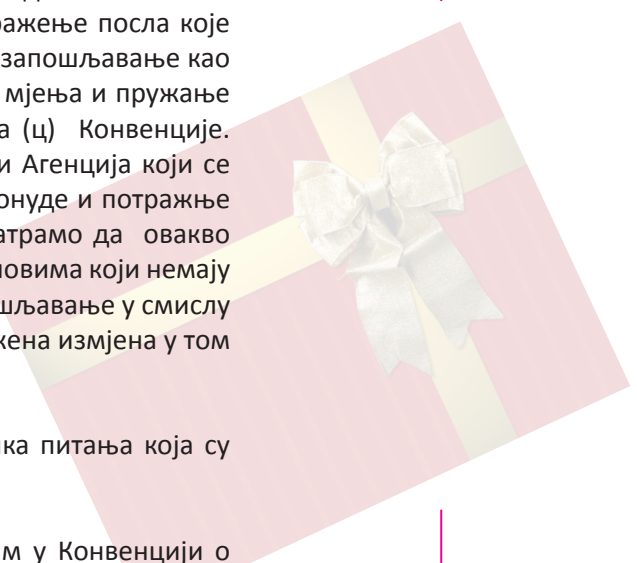 ражење посла које
запошљавање као
мјења и пружање
а (ц) Конвенције.
и Агенција који се
онуде и потражње
атрамо да овакво
овима који немају
шљавање у смислу
ена измјена у том
ка питања која су
м у Конвенцији о